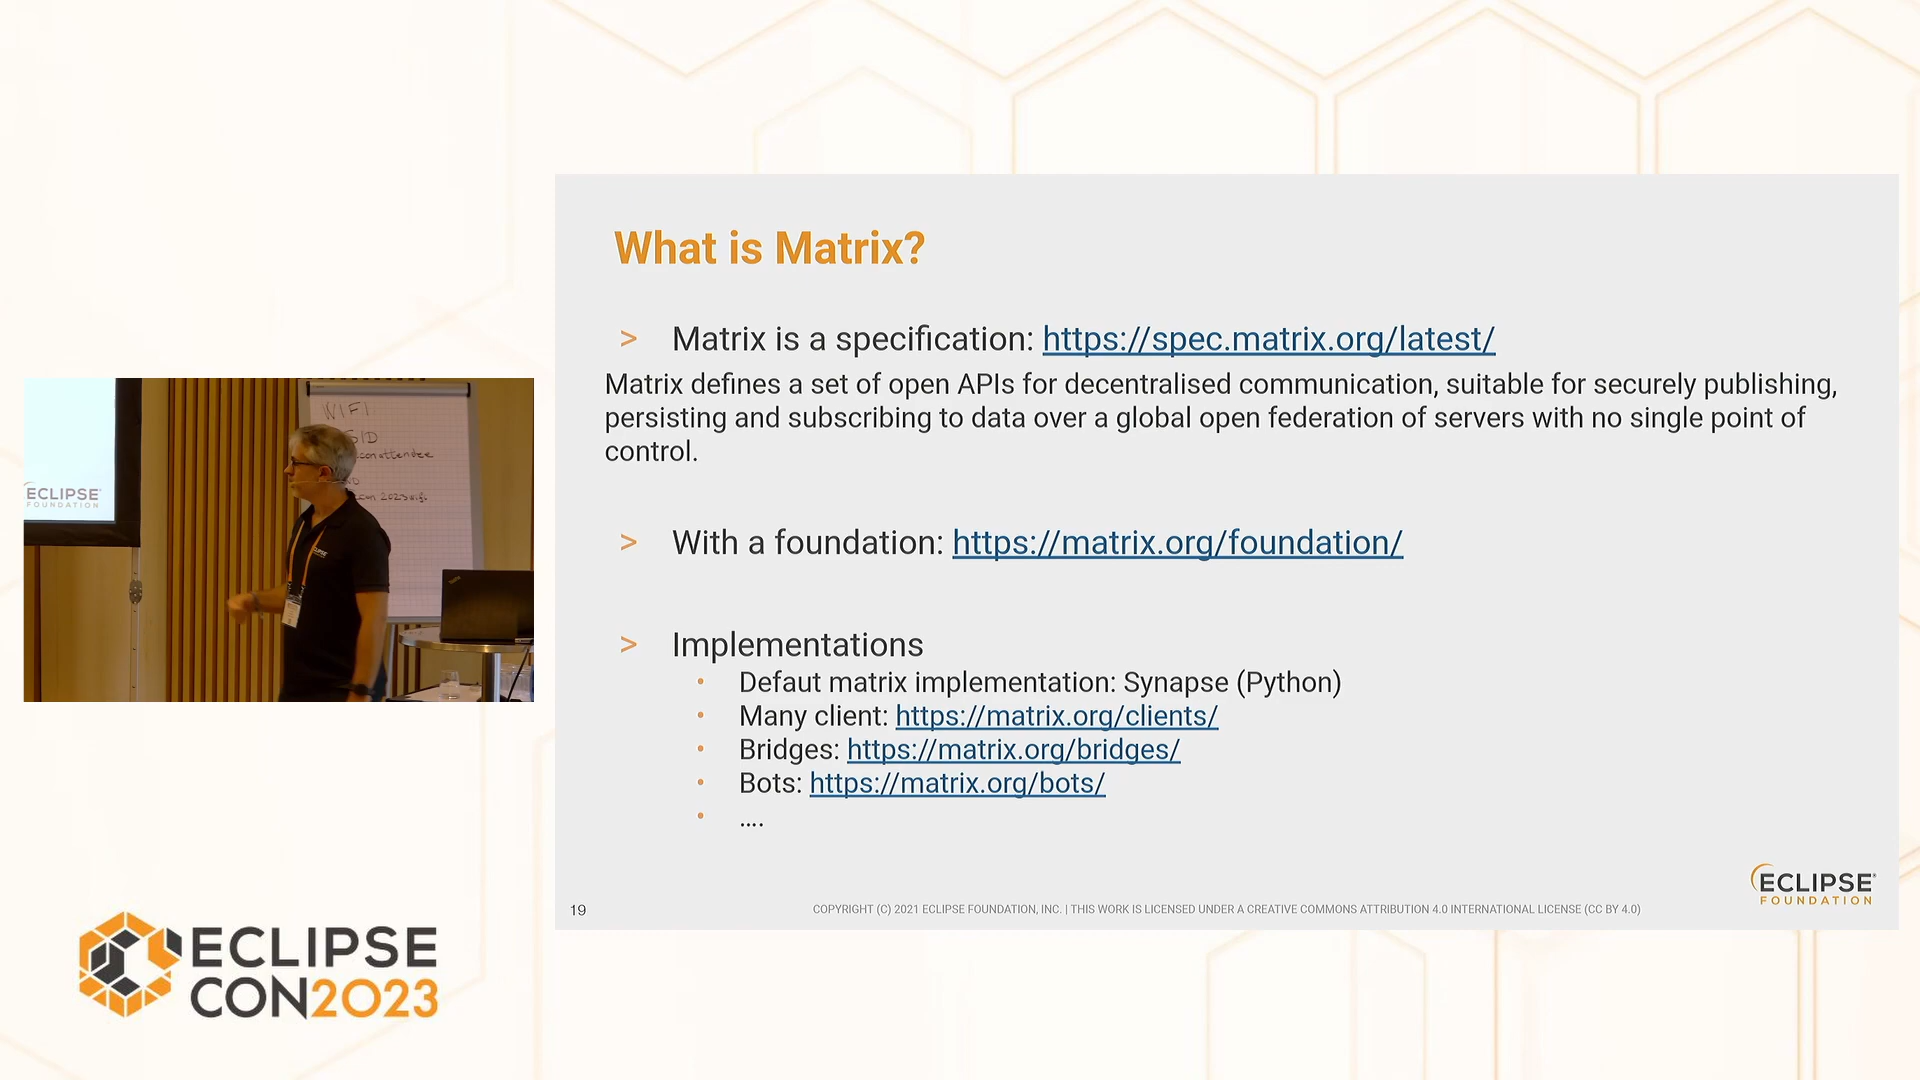 What is Matrix?
> Matrix is a specification: https://spec.matrix.org/latest/
Matrix defines a set of open APIs for decentralised communication, suitable for securely publishing,
persisting and subscribing to data over a global open federation of servers with no single point of
control.
> With a foundation: https://matrix.org/foundation/
> Implementations
• Defaut matrix implementation: Synapse (Python)
• Many client: https://matrix.org/clients/
• Bridges: https://matrix.org/bridges/
• Bots: https://matrix.org/bots/
• ....
ECLIPSE
FOUNDATION
19
COPYRIGHT (C) 2021 ECLIPSE FOUNDATION, INC. | THIS WORK IS LICENSED UNDER A CREATIVE COMMONS ATTRIBUTION 4.0 INTERNATIONAL LICENSE (CC BY 4.0)
WIFI
ECLIPSE
FOUNDATION
ECLIPSE
CON2023